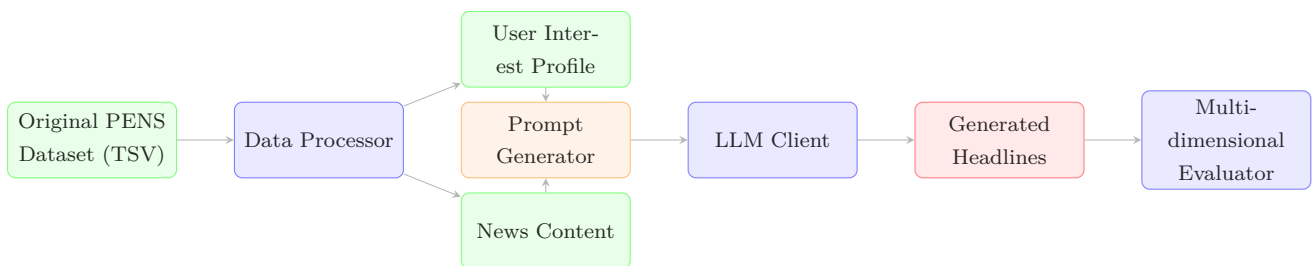 Original PENS
Dataset (TSV)
Data Processor
User Inter-
est Profile
Prompt
Generator
News Content
LLM Client
Generated
Headlines
Multi-
dimensional
Evaluator